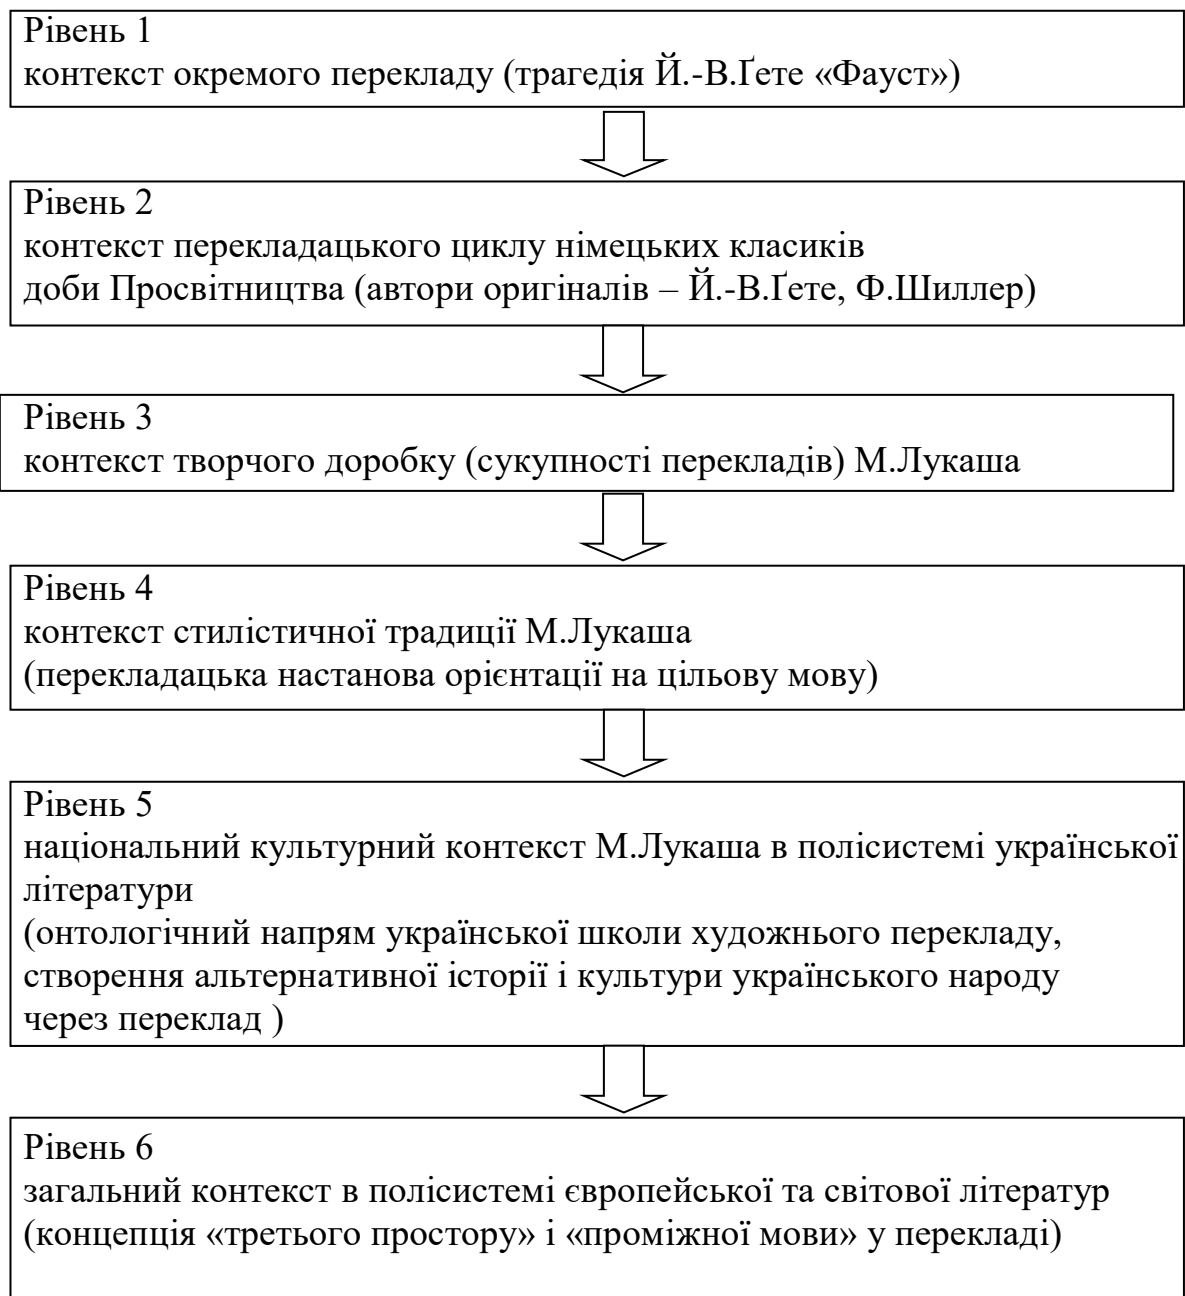 Рівень 1
контекст окремого перекладу (трагедія Й.-В.Ґете «Фауст»)
Рівень 2
контекст перекладацького циклу німецьких класиків
доби Просвітництва (автори оригіналів – Й.-В.Ґете, Ф.Шиллер)
Рівень 3
контекст творчого доробку (сукупності перекладів) М.Лукаша
Рівень 4
контекст стилістичної традиції М.Лукаша
(перекладацька настанова орієнтації на цільову мову)
Рівень 5
національний культурний контекст М.Лукаша в полісистемі української
літератури
(онтологічний напрям української школи художнього перекладу,
створення альтернативної історії і культури українського народу
через переклад )
Рівень 6
загальний контекст в полісистемі європейської та світової літератур
(концепція «третього простору» і «проміжної мови» у перекладі)